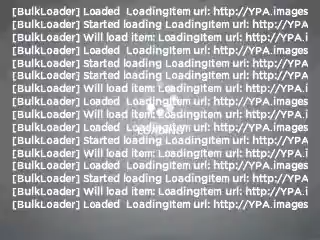 [BulkLoader] Loaded  LoadingItem url: http://YPA.images
[BulkLoader] Started loading LoadingItem url: http://YPA
[BulkLoader] Will load item: LoadingItem url: http://YPA.i
[BulkLoader] Loaded  LoadingItem url: http://YPA.images
[BulkLoader] Started loading LoadingItem url: http://YPA
[BulkLoader] Started loading LoadingItem url: http://YPA
[BulkLoader] Will load item: LoadingItem url: http://YPA.i
[BulkLoader] Loaded  LoadingItem url: http://YPA.images
[BulkLoader] Will load item: LoadingItem url: http://YPA.i
[BulkLoader] Loaded  LoadingItem url: http://YPA.images
LOADING
[BulkLoader] Started loading LoadingItem url: http://YPA
[BulkLoader] Will load item: LoadingItem url: http://YPA.i
[BulkLoader] Loaded  LoadingItem url: http://YPA.images
[BulkLoader] Started loading LoadingItem url: http://YPA
[BulkLoader] Will load item: LoadingItem url: http://YPA.i
[BulkLoader] Loaded  LoadingItem url: http://YPA.images